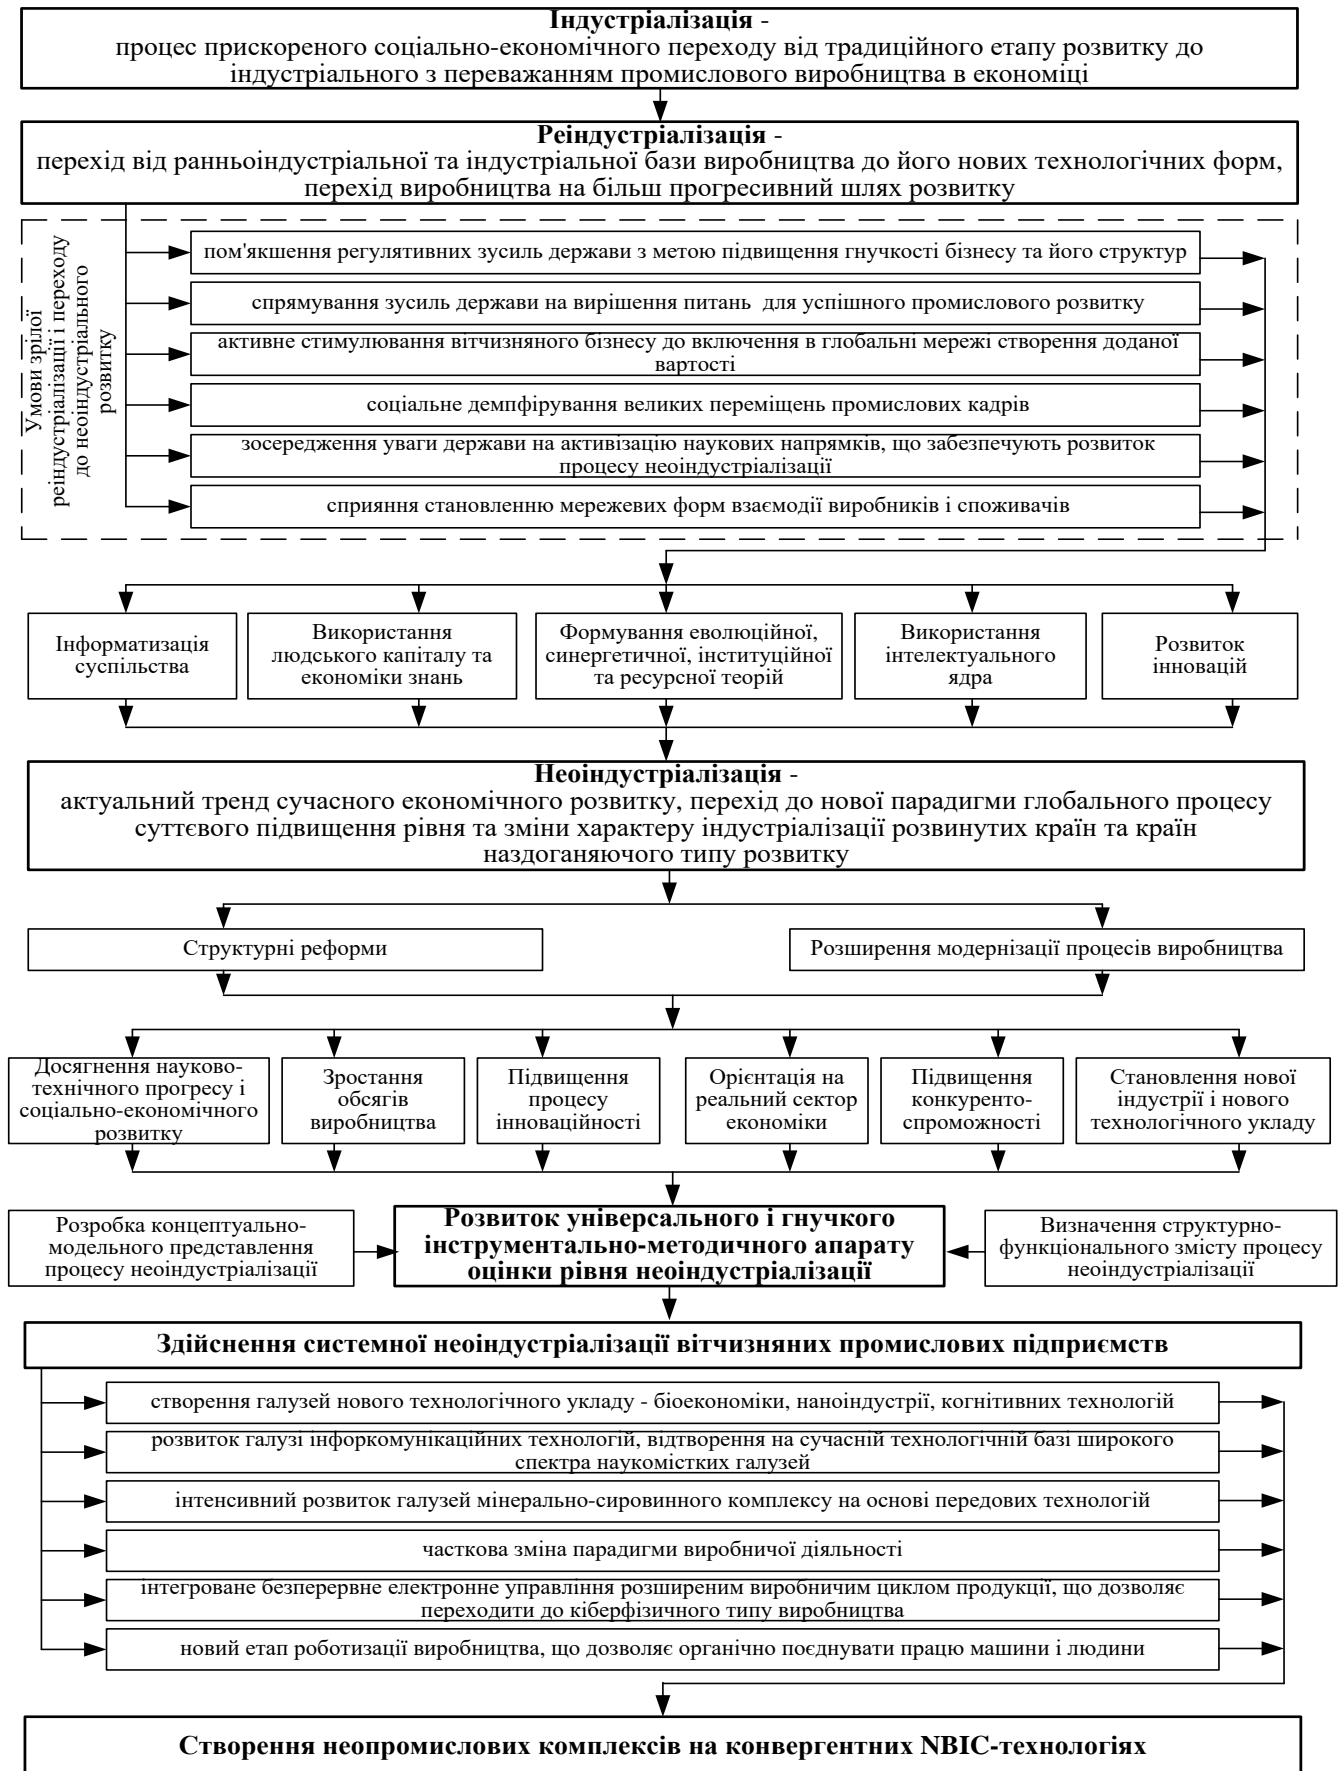 Індустріалізація -
процес прискореного соціально-економічного переходу від традиційного етапу розвитку до
індустріального з переважанням промислового виробництва в економіці
Реіндустріалізація -
перехід від ранньоіндустріальної та індустріальної бази виробництва до його нових технологічних форм,
перехід виробництва на більш прогресивний шлях розвитку
Умови зрілої
реіндустріалізації і переходу
до неоіндустріального
розвитку
пом'якшення регулятивних зусиль держави з метою підвищення гнучкості бізнесу та його структур
спрямування зусиль держави на вирішення питань для успішного промислового розвитку
активне стимулювання вітчизняного бізнесу до включення в глобальні мережі створення доданої
вартості
соціальне демпфірування великих переміщень промислових кадрів
зосередження уваги держави на активізацію наукових напрямків, що забезпечують розвиток
процесу неоіндустріалізації
сприяння становленню мережевих форм взаємодії виробників і споживачів
Інформатизація
суспільства
Використання
людського капіталу та
економіки знань
Формування еволюційної,
синергетичної, інституційної
та ресурсної теорій
Використання
інтелектуального
ядра
Розвиток
інновацій
Неоіндустріалізація -
актуальний тренд сучасного економічного розвитку, перехід до нової парадигми глобального процесу
суттєвого підвищення рівня та зміни характеру індустріалізації розвинутих країн та країн
наздоганяючого типу розвитку
Структурні реформи
Розширення модернізації процесів виробництва
Досягнення науково-
технічного прогресу і
соціально-економічного
розвитку
Зростання
обсягів
виробництва
Підвищення
процесу
інноваційності
Орієнтація на
реальний сектор
економіки
Підвищення
конкуренто-
спроможності
Становлення нової
індустрії і нового
технологічного укладу
Розробка концептуально-
модельного представлення
процесу неоіндустріалізації
Розвиток універсального і гнучкого
інструментально-методичного апарату
оцінки рівня неоіндустріалізації
Визначення структурно-
функціонального змісту процесу
неоіндустріалізації
Здійснення системної неоіндустріалізації вітчизняних промислових підприємств
створення галузей нового технологічного укладу - біоекономіки, наноіндустрії, когнітивних технологій
розвиток галузі інфоркомунікаційних технологій, відтворення на сучасній технологічній базі широкого
спектра наукомістких галузей
інтенсивний розвиток галузей мінерально-сировинного комплексу на основі передових технологій
часткова зміна парадигми виробничої діяльності
інтегроване безперервне електронне управління розширеним виробничим циклом продукції, що дозволяє
переходити до кіберфізичного типу виробництва
новий етап роботизації виробництва, що дозволяє органічно поєднувати працю машини і людини
Створення неопромислових комплексів на конвергентних NBIC-технологіях